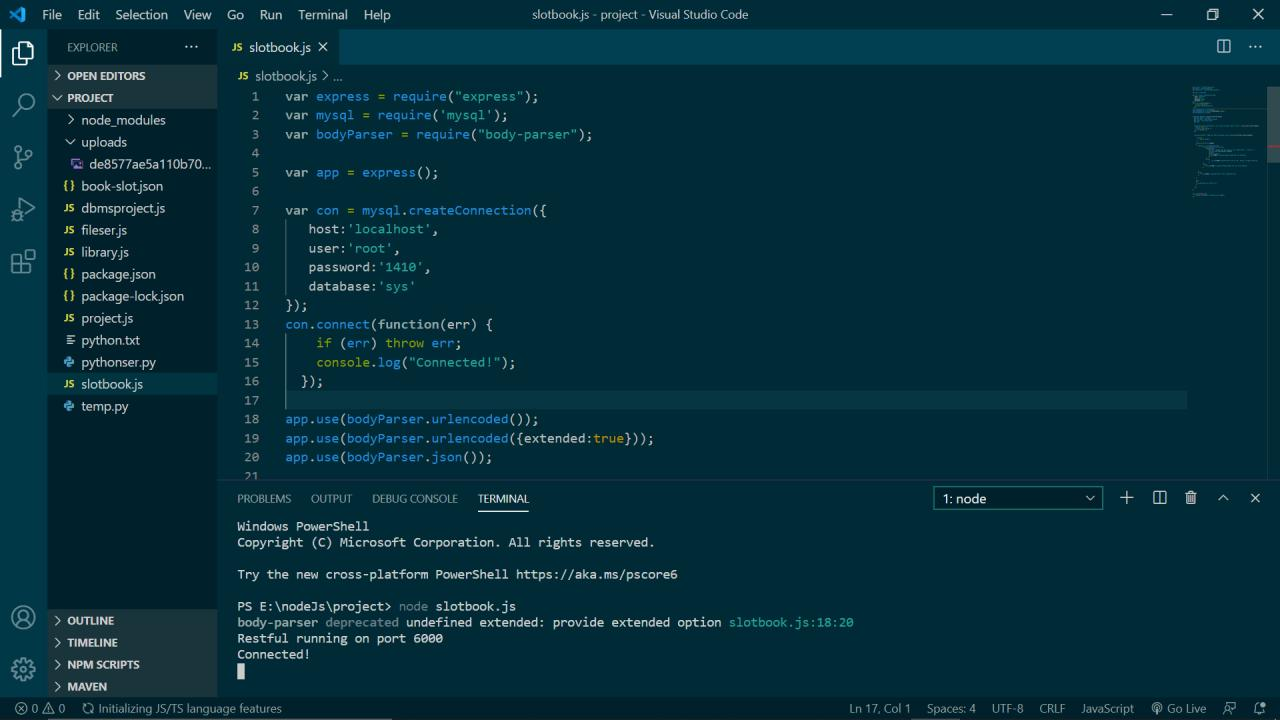 File Edit Selection View Go Run Terminal Help slotbook.js - project - Visual Studio Code
EXPLORER
OPEN EDITORS
PROJECT
node_modules
uploads
de8577ae5a110b70...
{} book-slot.json
JS dbmsproject.js
JS fileser.js
JS library.js
{} package.json
{} package-lock.json
JS project.js
python.txt
pythonser.py
JS slotbook.js
temp.py
OUTLINE
TIMELINE
NPM SCRIPTS
MAVEN
JS slotbook.js
JS slotbook.js > ...
1 var express = require("express");
2 var mysql = require('mysql');
3 var bodyParser = require("body-parser");
4
5 var app = express();
6
7 var con = mysql.createConnection({
8 host:'localhost',
9 user:'root',
10 password:'1410',
11 database:'sys'
12 });
13 con.connect(function(err) {
14 if (err) throw err;
15 console.log("Connected!");
16 });
17
18 app.use(bodyParser.urlencoded());
19 app.use(bodyParser.urlencoded({extended:true}));
20 app.use(bodyParser.json());
21
PROBLEMS OUTPUT DEBUG CONSOLE TERMINAL 1: node
Windows PowerShell
Copyright (C) Microsoft Corporation. All rights reserved.
Try the new cross-platform PowerShell https://aka.ms/pscore6
PS E:\nodeJs\project> node slotbook.js
body-parser deprecated undefined extended: provide extended option slotbook.js:18:20
Restful running on port 6000
Connected!
0 0 Initializing JS/TS language features Ln 17, Col 1 Spaces: 4 UTF-8 CRLF JavaScript Go Live